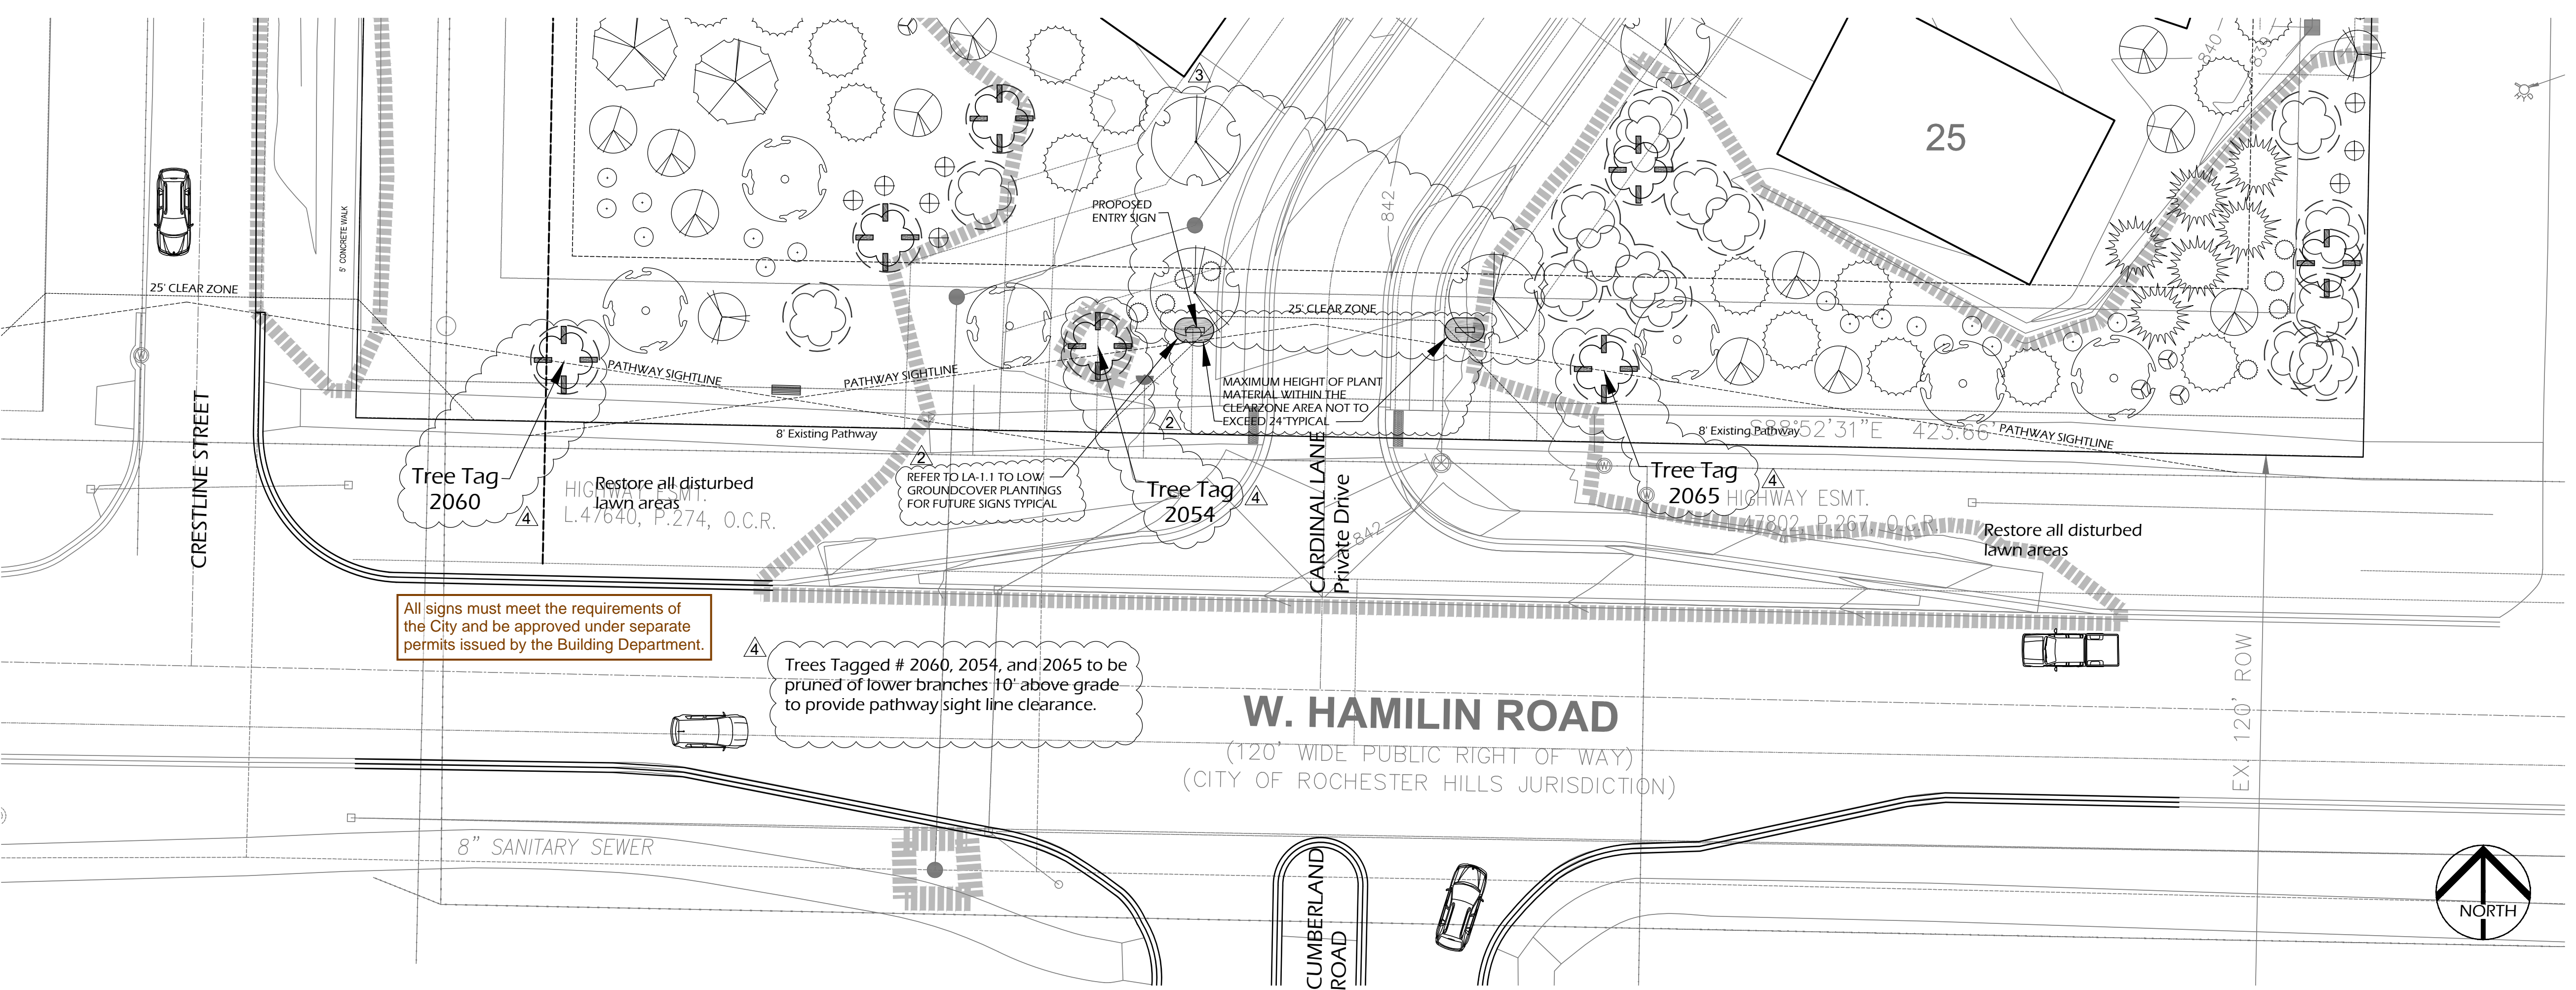 3
840
838
25
842
PROPOSED
ENTRY SIGN
5' CONCRETE WALK
25' CLEAR ZONE
25' CLEAR ZONE
PATHWAY SIGHTLINE
PATHWAY SIGHTLINE
MAXIMUM HEIGHT OF PLANT
MATERIAL WITHIN THE
CLEARZONE AREA NOT TO
EXCEED 24"TYPICAL
2
8' Existing Pathway
8' Existing Pathway
S88°52'31"E 423.66'
PATHWAY SIGHTLINE
CRESTLINE STREET
W
W
W
Tree Tag
2060
4
HIGHWAY ESMT.
L.47640, P.274, O.C.R.
Restore all disturbed
lawn areas
2
REFER TO LA-1.1 TO LOW
GROUNDCOVER PLANTINGS
FOR FUTURE SIGNS TYPICAL
Tree Tag
2054
4
CARDINAL LANE
Private Drive
842
Tree Tag
2065
4
HIGHWAY ESMT.
L.47802, P.267, O.C.R.
Restore all disturbed
lawn areas
All signs must meet the requirements of
the City and be approved under separate
permits issued by the Building Department.
4
Trees Tagged # 2060, 2054, and 2065 to be
pruned of lower branches 10' above grade
to provide pathway sight line clearance.
W. HAMILIN ROAD
(120' WIDE PUBLIC RIGHT OF WAY)
(CITY OF ROCHESTER HILLS JURISDICTION)
EX. 120' ROW
8" SANITARY SEWER
CUMBERLAND
ROAD
NORTH